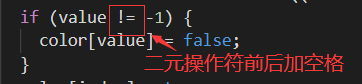 if (value != -1) {
color[value] = false;
二元操作符前后加空格
}